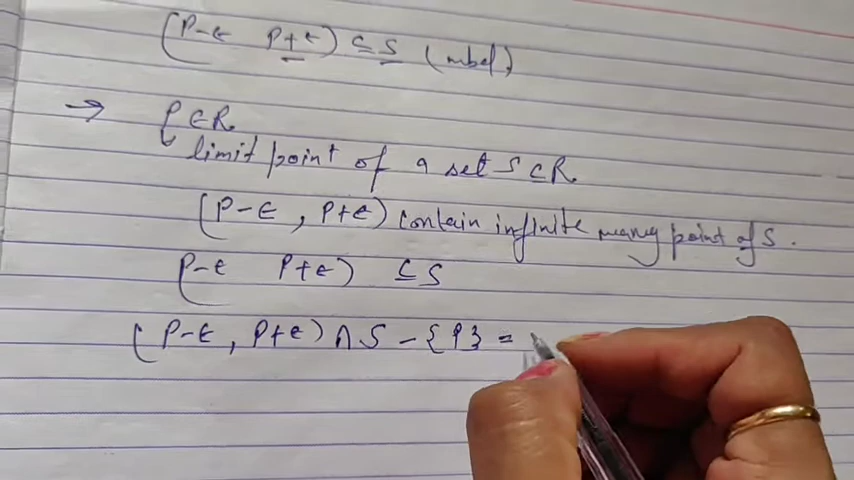 (P-ϵ P+ϵ) ⊆ S (nbd)
→ P ∈ R.
limit point of a set S ⊆ R.
(P-ϵ, P+ϵ) contain infinite many point of S.
(P-ϵ P+ϵ) ⊆ S
(P-ϵ, P+ϵ) ∩ S - {P} =